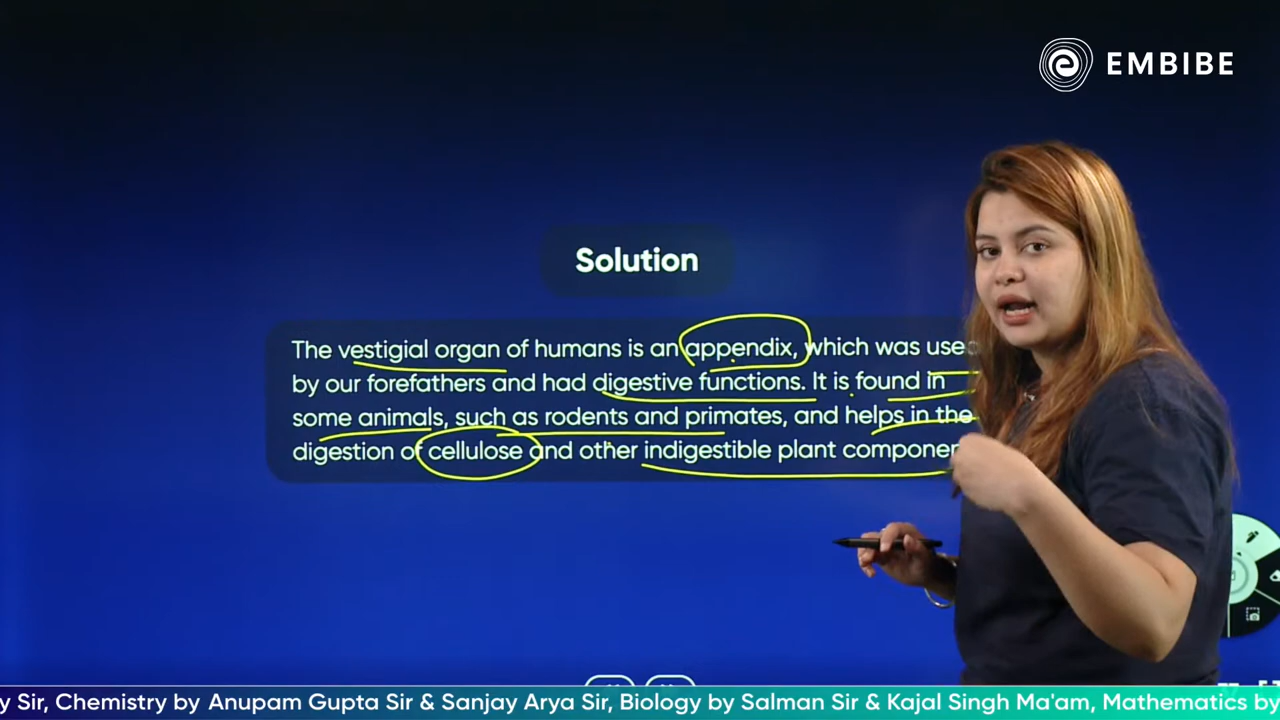 EMBIBE
Solution
The vestigial organ of humans is an appendix, which was used
by our forefathers and had digestive functions. It is found in
some animals, such as rodents and primates, and helps in the
digestion of cellulose and other indigestible plant
Sir, Chemistry by Anupam Gupta Sir & Sanjay Arya Sir, Biology by Salman Sir & Kajal Singh Ma'am, Mathematics by